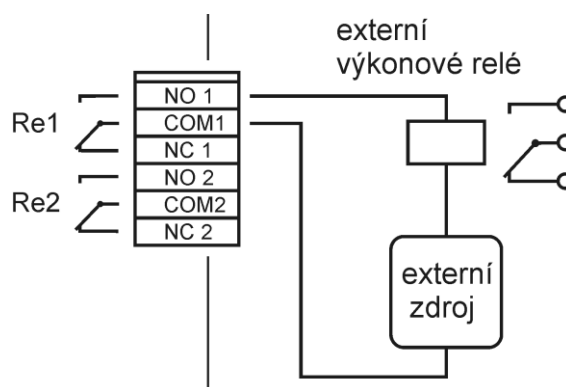 externí
výkonové relé
Re1
Re2
NO 1
COM1
NC 1
NO 2
COM2
NC 2
externí
zdroj